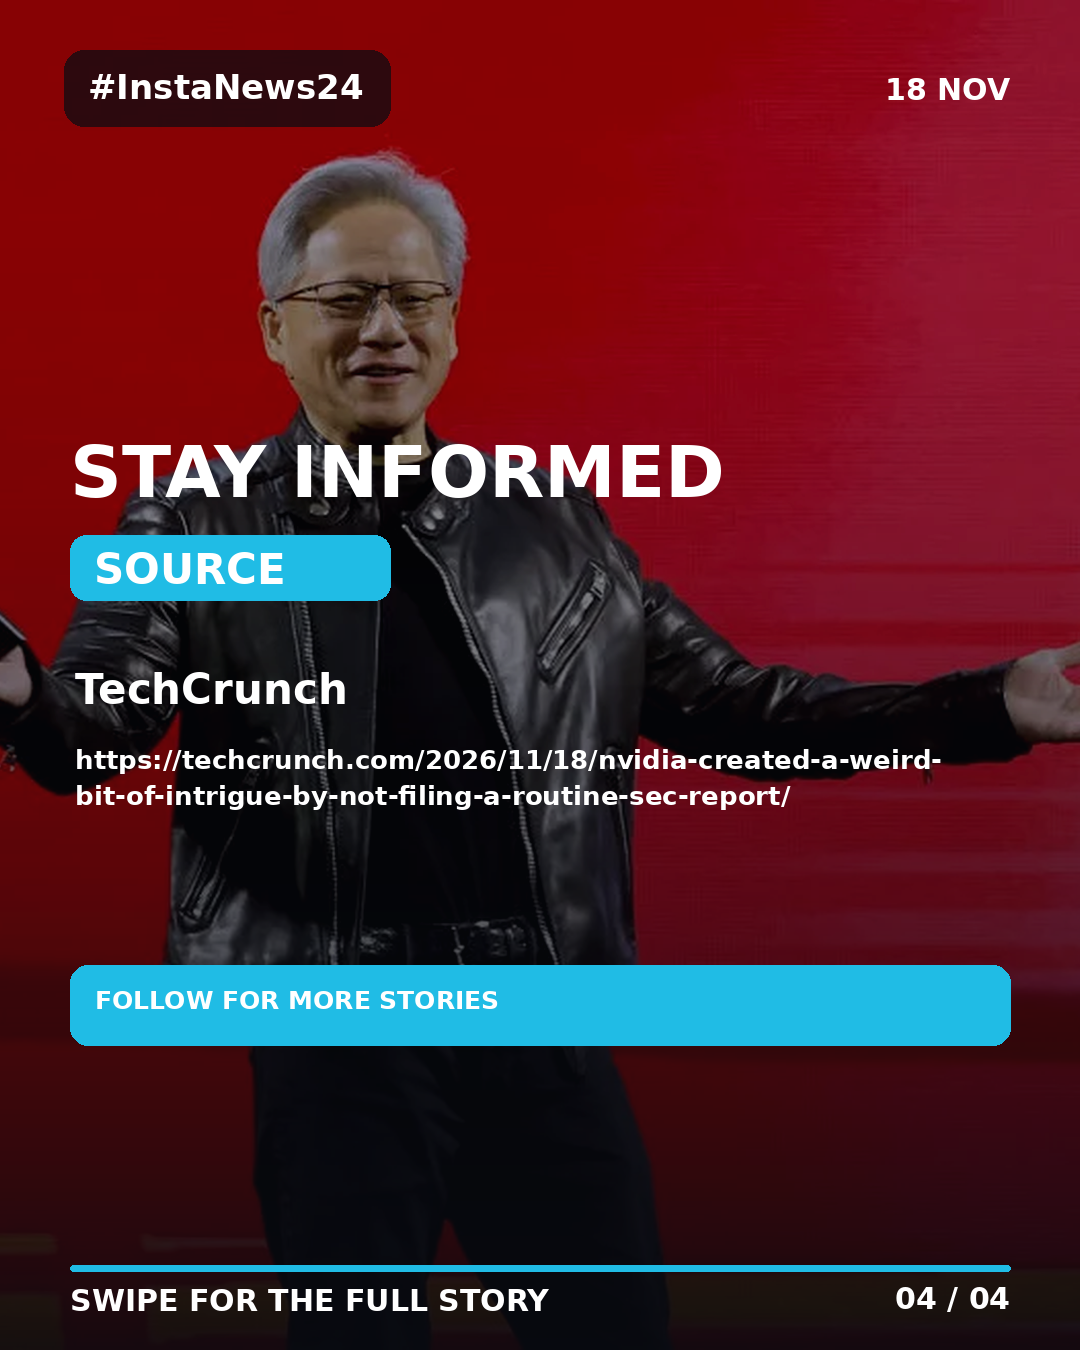 #InstaNews24
18 NOV
STAY INFORMED
SOURCE
TechCrunch
https://techcrunch.com/2026/11/18/nvidia-created-a-weird-
bit-of-intrigue-by-not-filing-a-routine-sec-report/
FOLLOW FOR MORE STORIES
SWIPE FOR THE FULL STORY
04 / 04